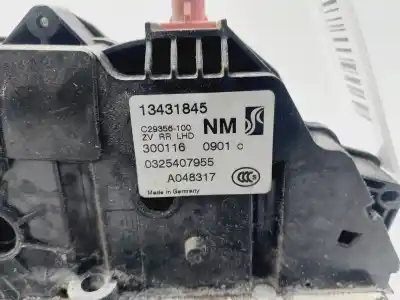 13431845
C29356-100 NM
ZV RR LHD
300116 0901 c
0325407955
A048317
Made in Germany